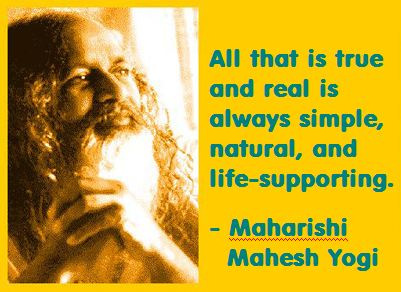 All that is true
and real is
always simple,
natural, and
life-supporting.
- Maharishi
Mahesh Yogi